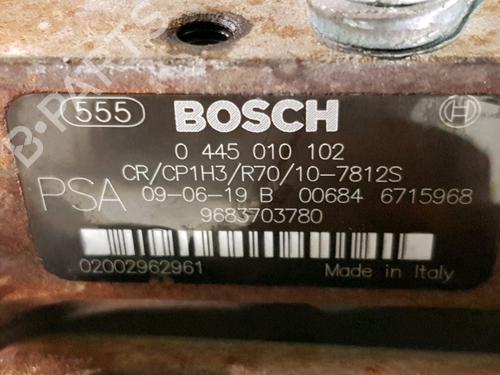 555 BOSCH
0 445 010 102
CR/CP1H3/R70/10-7812S
PSA 09-06-19 B 00684 6715968
9683703780
02002962961 Made in Italy
B-PARTS